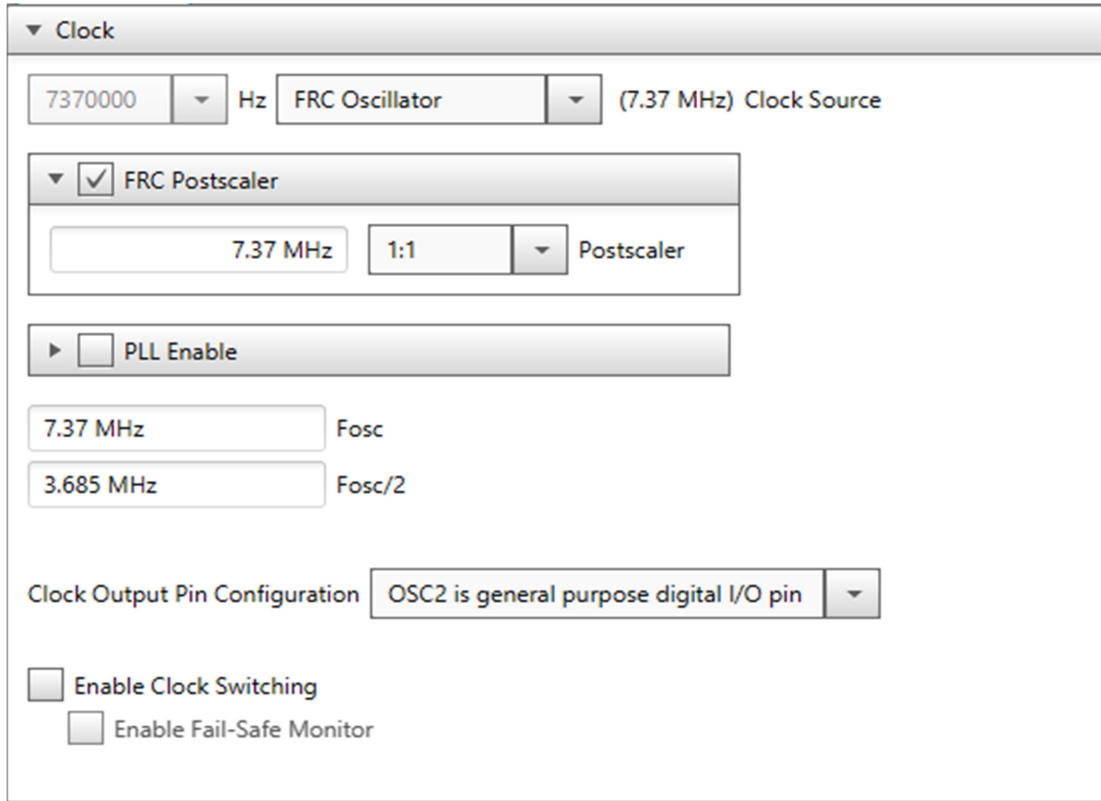 Clock
7370000 Hz FRC Oscillator (7.37 MHz) Clock Source
FRC Postscaler
7.37 MHz 1:1 Postscaler
PLL Enable
7.37 MHz Fosc
3.685 MHz Fosc/2
Clock Output Pin Configuration OSC2 is general purpose digital I/O pin
Enable Clock Switching
Enable Fail-Safe Monitor